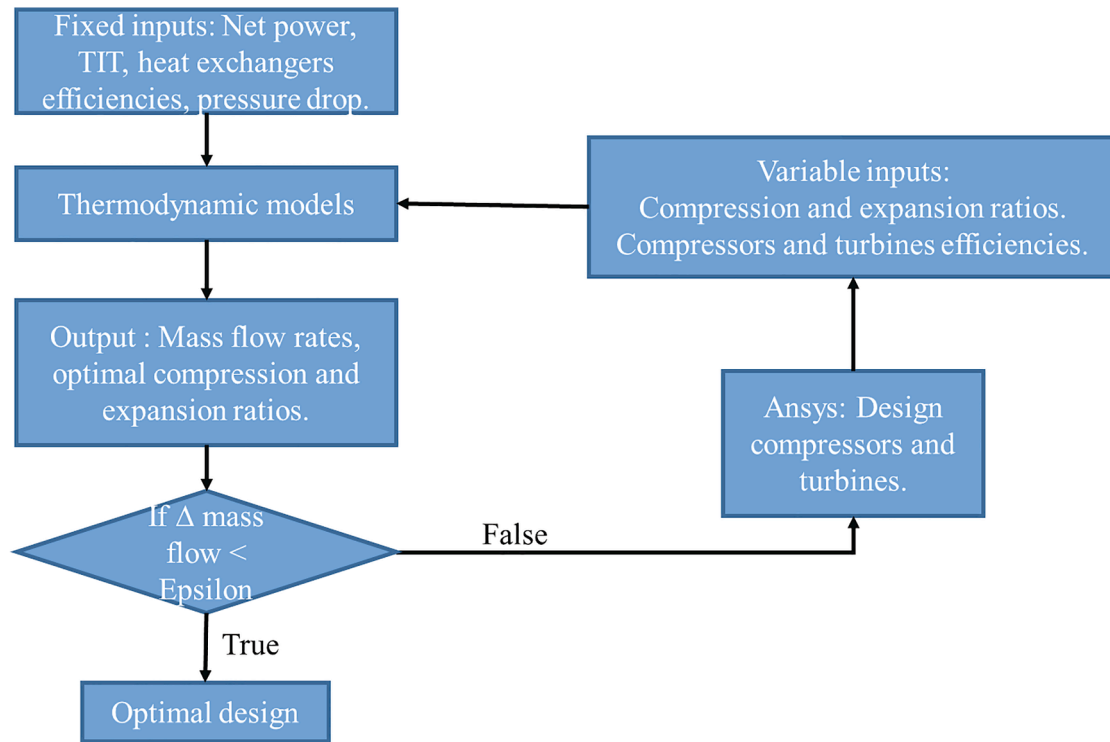 Fixed inputs: Net power,
TIT, heat exchangers
efficiencies, pressure drop.
Thermodynamic models
Variable inputs:
Compression and expansion ratios.
Compressors and turbines efficiencies.
Output : Mass flow rates,
optimal compression and
expansion ratios.
Ansys: Design
compressors and
turbines.
If Δ mass
flow <
Epsilon
False
True
Optimal design